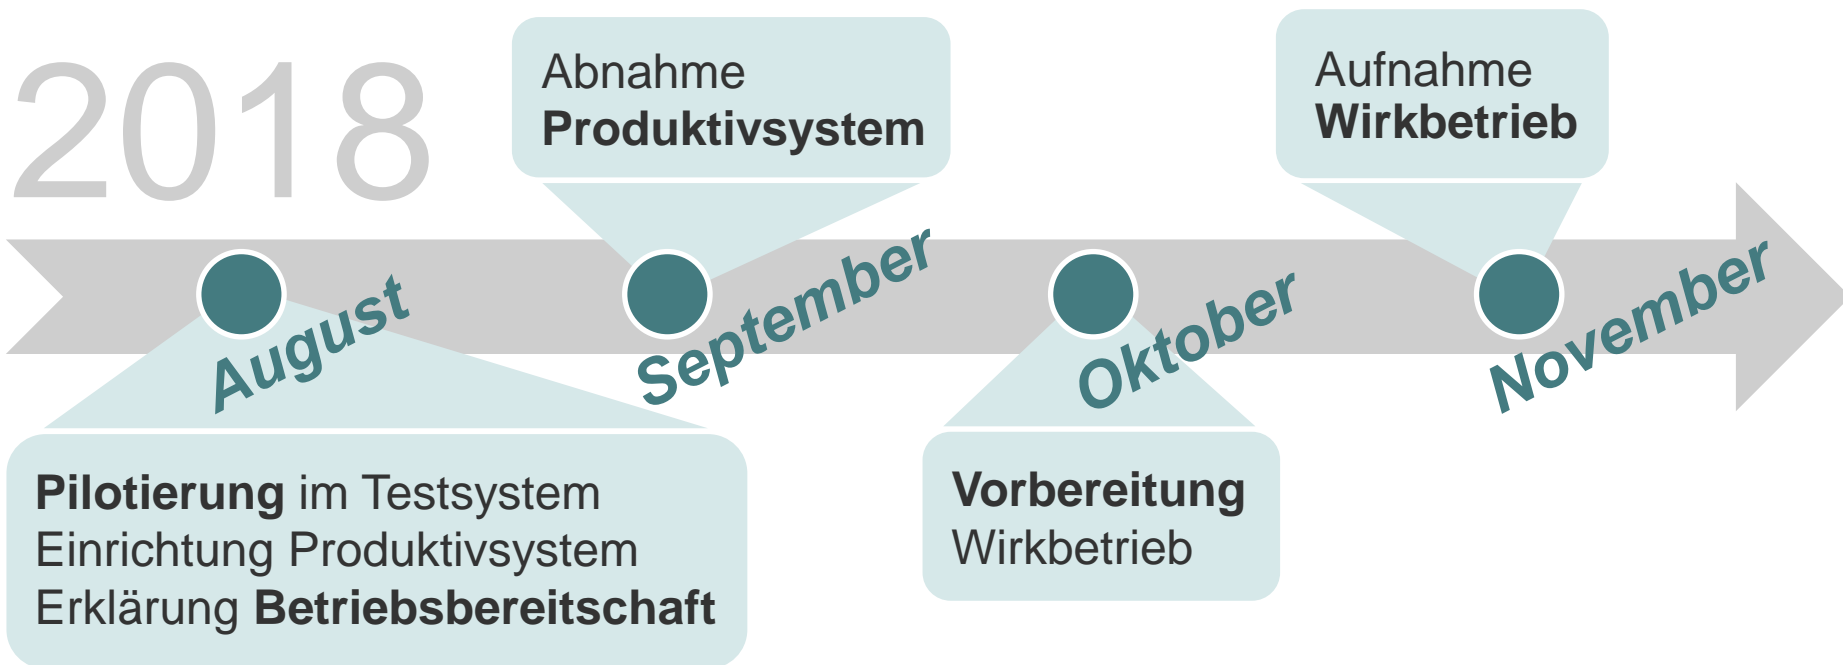 2018
Abnahme
Produktivsystem
Aufnahme
Wirkbetrieb
August
September
Oktober
November
Pilotierung im Testsystem
Einrichtung Produktivsystem
Erklärung Betriebsbereitschaft
Vorbereitung
Wirkbetrieb